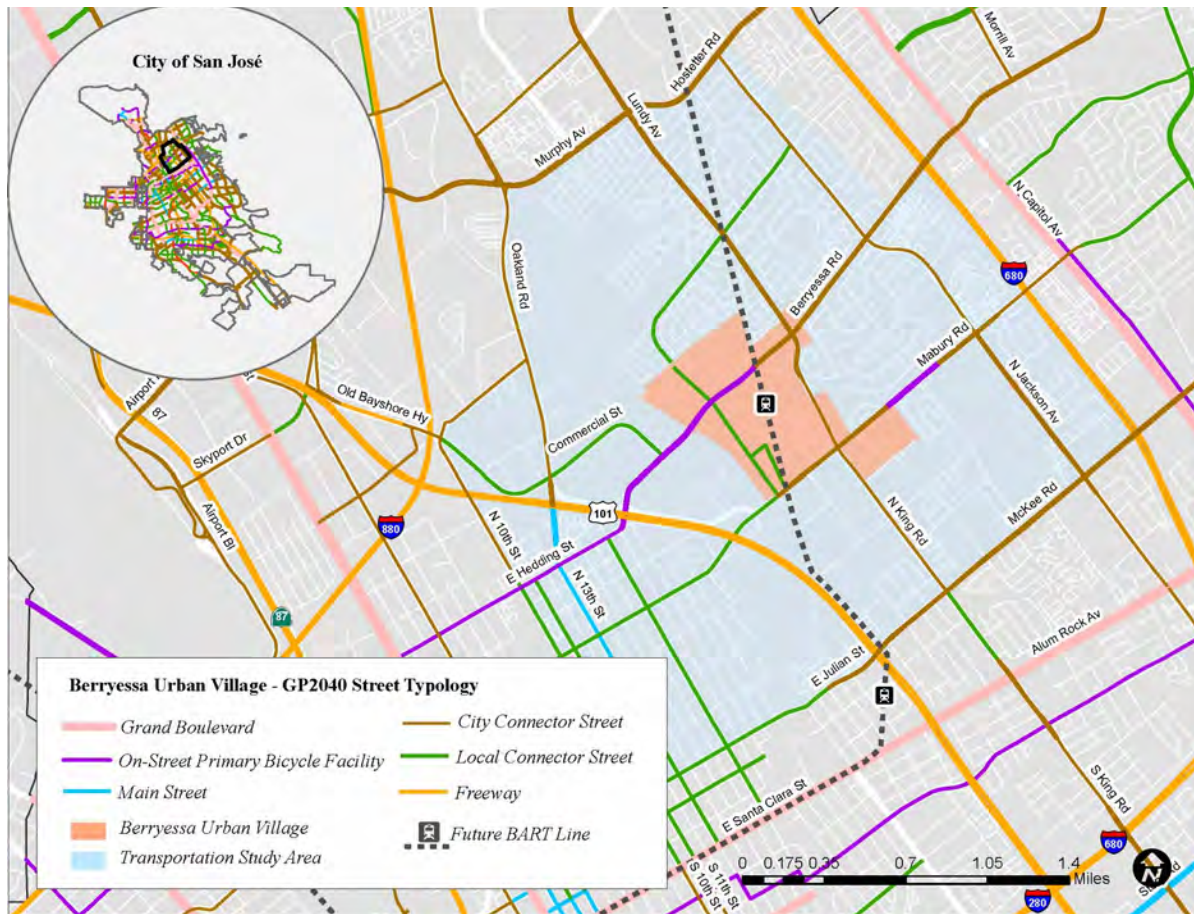 City of San José
Morrill Av
Hostetter Rd
Lundy Av
Murphy Av
N Capitol Av
Oakland Rd
Berryessa Rd
680
Mabury Rd
N Jackson Av
Airport
87
Old Bayshore Hy
Commercial St
Skyport Dr
Airport Bl
880
101
N 10th St
E Hedding St
N 13th St
N King Rd
McKee Rd
87
Alum Rock Av
E Julian St
E Santa Clara St
S King Rd
S 10th St
S 11th St
680
280
Berryessa Urban Village - GP2040 Street Typology
Grand Boulevard
City Connector Street
On-Street Primary Bicycle Facility
Local Connector Street
Main Street
Freeway
Berryessa Urban Village
Future BART Line
Transportation Study Area
0 0.175 0.35 0.7 1.05 1.4
Miles
N